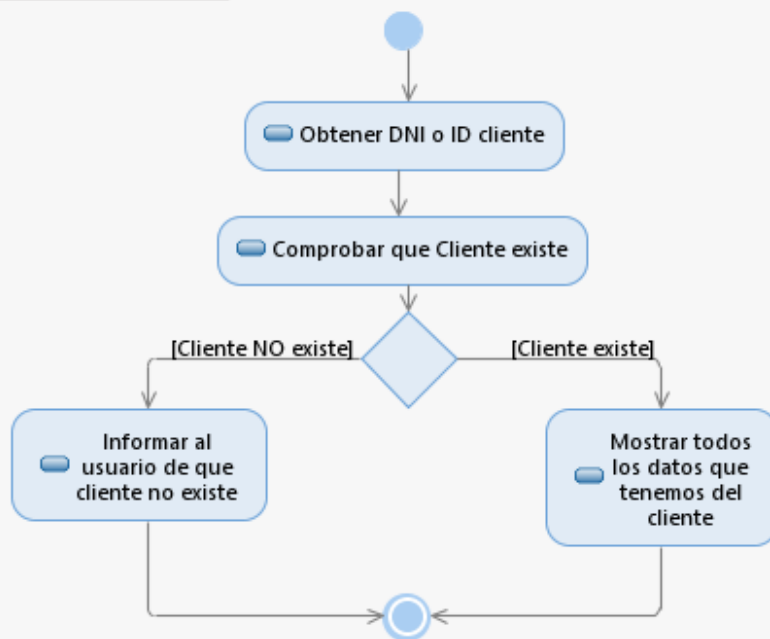 Obtener DNI o ID cliente
Comprobar que Cliente existe
[Cliente NO existe]
[Cliente existe]
Informar al
usuario de que
cliente no existe
Mostrar todos
los datos que
tenemos del
cliente